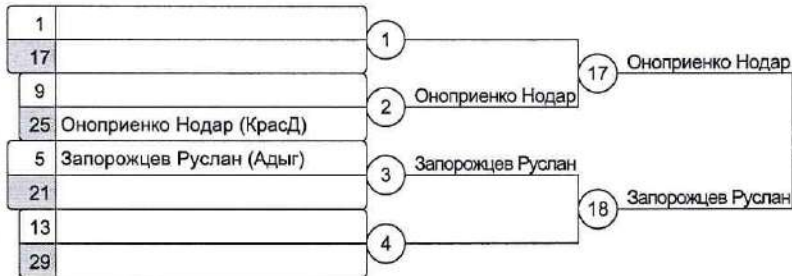 1
17
1
17
Оноприенко Нодар
9
2
Оноприенко Нодар
25 Оноприенко Нодар (КрасД)
5 Запорожцев Руслан (Адыг)
3
Запорожцев Руслан
21
18
Запорожцев Руслан
13
4
29